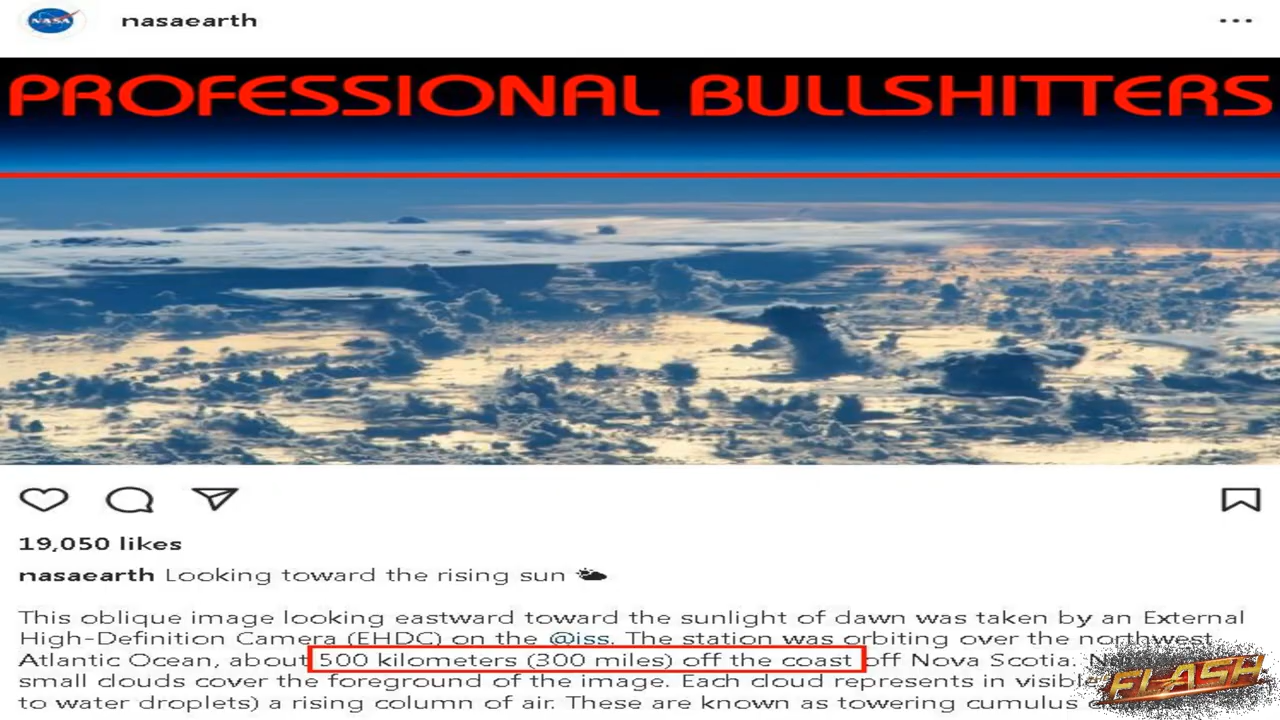 NASA
nasaearth
PROFESSIONAL BULLSHITTERS
19,050 likes
nasaearth Looking toward the rising sun
This oblique image looking eastward toward the sunlight of dawn was taken by an External
High-Definition Camera (EHDC) on the @iss. The station was orbiting over the northwest
Atlantic Ocean, about 500 kilometers (300 miles) off the coast off Nova Scotia.
small clouds cover the foreground of the image. Each cloud represents in
to water droplets) a rising column of air. These are known as towering cumulus
FLASH